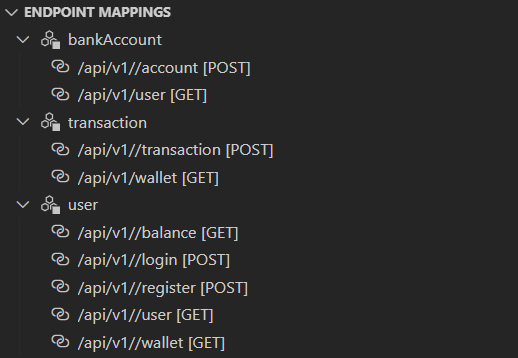 ENDPOINT MAPPINGS
bankAccount
/api/v1//account [POST]
/api/v1/user [GET]
transaction
/api/v1//transaction [POST]
/api/v1/wallet [GET]
user
/api/v1//balance [GET]
/api/v1//login [POST]
/api/v1//register [POST]
/api/v1//user [GET]
/api/v1//wallet [GET]